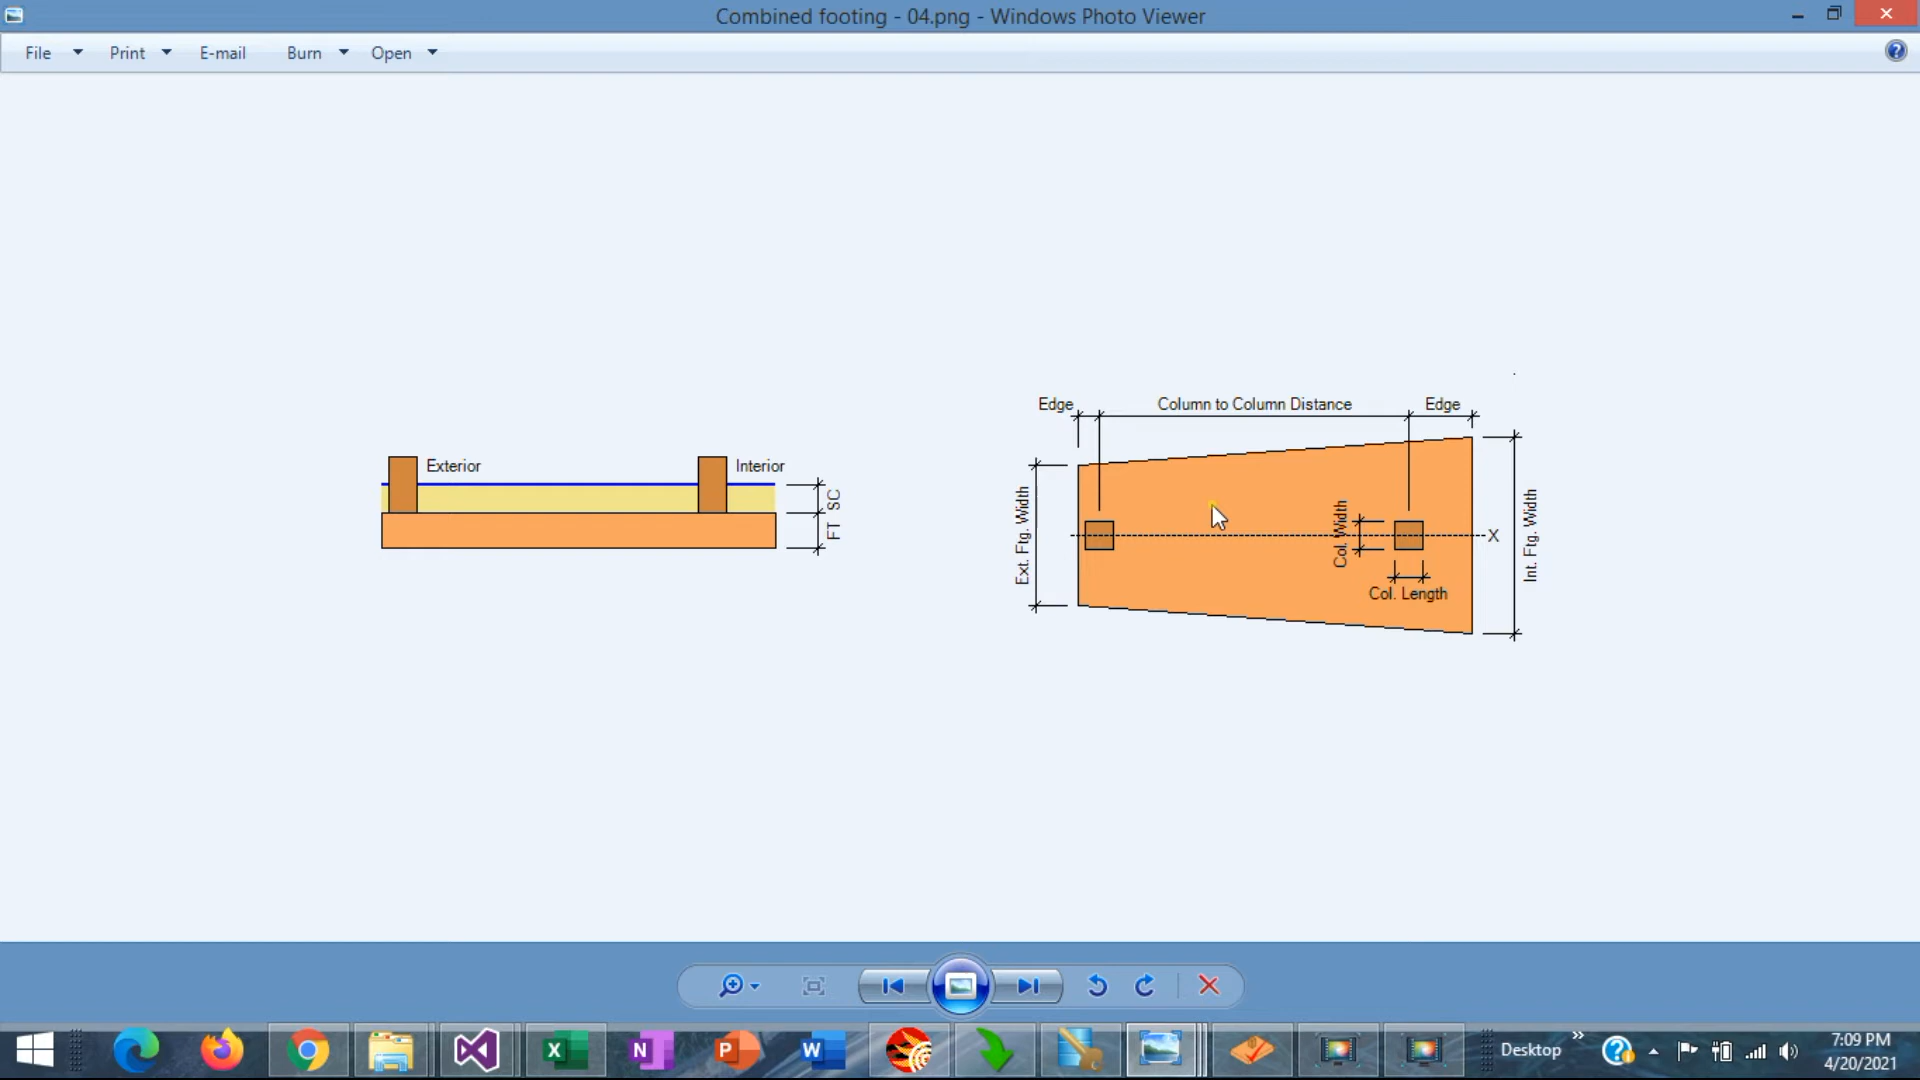 Combined footing - 04.png - Windows Photo Viewer
File Print E-mail Burn Open
Exterior
Interior
SC
FT
Edge
Column to Column Distance
Edge
Ext. Ftg. Width
Col. Width
X
Col. Length
Int. Ftg. Width
Desktop
7:09 PM
4/20/2021